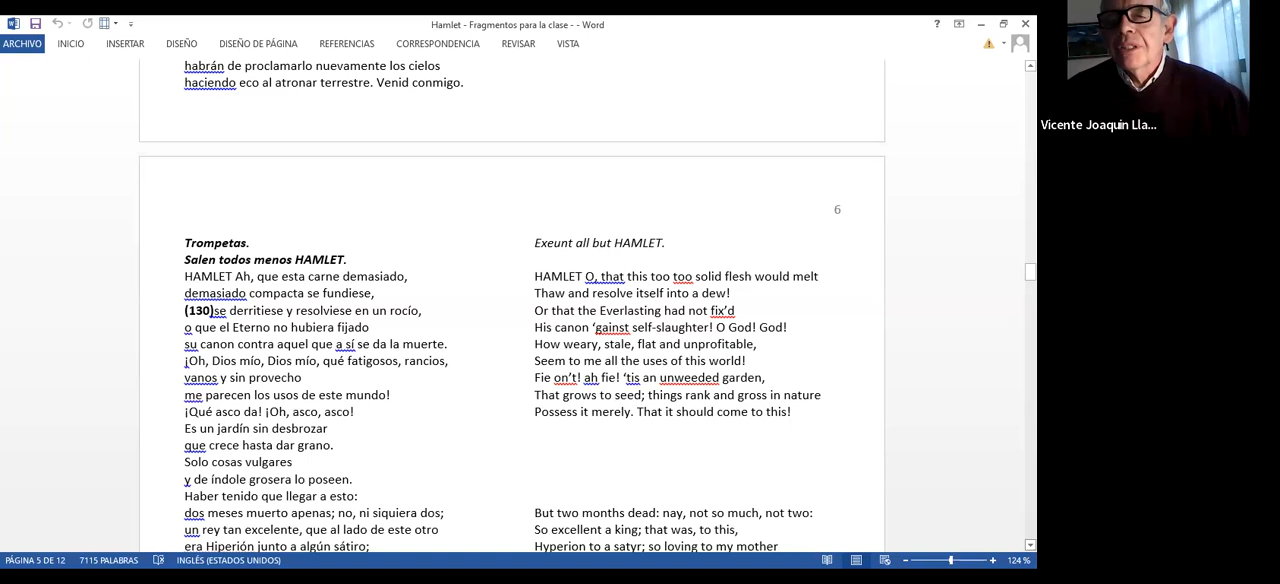 Hamlet - Fragmentos para la clase - - Word
?
ARCHIVO INICIO INSERTAR DISEÑO DISEÑO DE PÁGINA REFERENCIAS CORRESPONDENCIA REVISAR VISTA
habrán de proclamarlo nuevamente los cielos
haciendo eco al atronar terrestre. Venid conmigo.
6
Trompetas.
Salen todos menos HAMLET.
HAMLET Ah, que esta carne demasiado,
demasiado compacta se fundiese,
(130)se derritiese y resolviese en un rocío,
o que el Eterno no hubiera fijado
su canon contra aquel que a sí se da la muerte.
¡Oh, Dios mío, Dios mío, qué fatigosos, rancios,
vanos y sin provecho
me parecen los usos de este mundo!
¡Qué asco da! ¡Oh, asco, asco!
Es un jardín sin desbrozar
que crece hasta dar grano.
Solo cosas vulgares
y de índole grosera lo poseen.
Haber tenido que llegar a esto:
dos meses muerto apenas; no, ni siquiera dos;
un rey tan excelente, que al lado de este otro
era Hiperión junto a algún sátiro;
Exeunt all but HAMLET.
HAMLET O, that this too too solid flesh would melt
Thaw and resolve itself into a dew!
Or that the Everlasting had not fix’d
His canon ‘gainst self-slaughter! O God! God!
How weary, stale, flat and unprofitable,
Seem to me all the uses of this world!
Fie on’t! ah fie! ‘tis an unweeded garden,
That grows to seed; things rank and gross in nature
Possess it merely. That it should come to this!
But two months dead: nay, not so much, not two:
So excellent a king; that was, to this,
Hyperion to a satyr; so loving to my mother
Vicente Joaquin Lla...
PÁGINA 5 DE 12 7115 PALABRAS INGLÉS (ESTADOS UNIDOS) 124 %